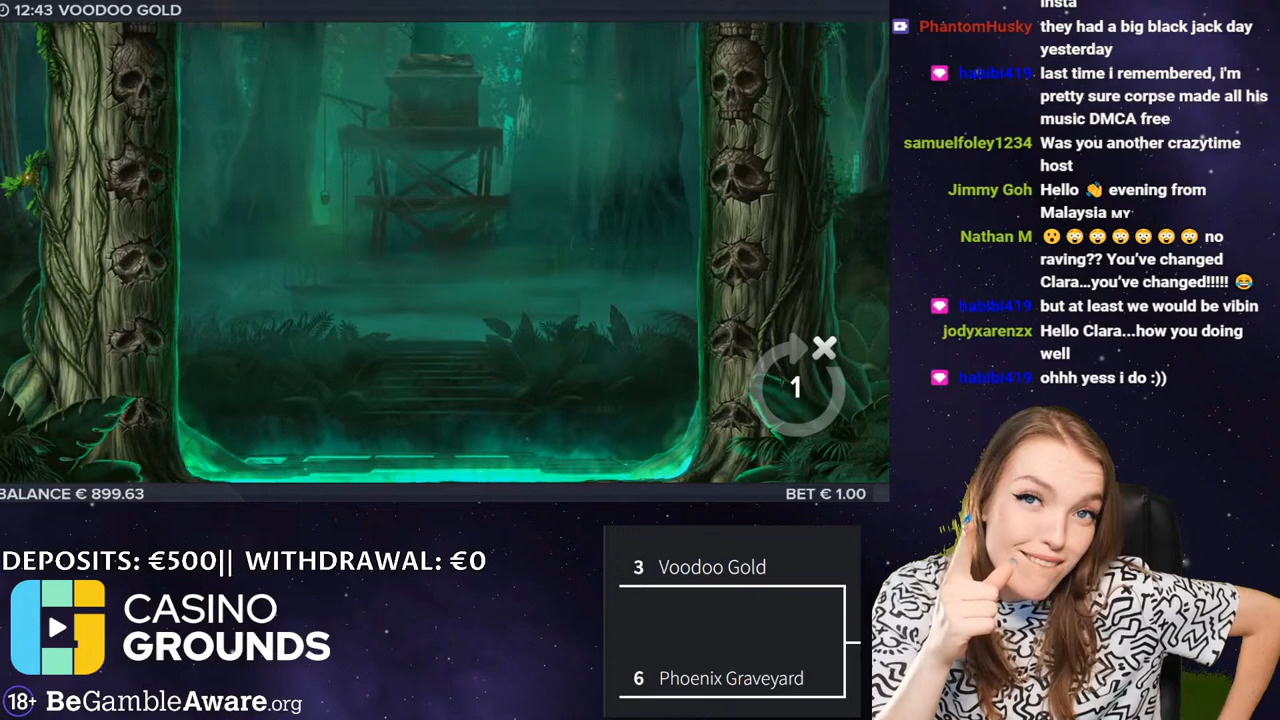 12:43 VOODOO GOLD
1
BALANCE € 899.63
BET € 1.00
DEPOSITS: €500|| WITHDRAWAL: €0
CASINO
GROUNDS
18+ BeGambleAware.org
3 Voodoo Gold
6 Phoenix Graveyard
insta
PhantomHusky they had a big black jack day
yesterday
habibi419 last time i remembered, i'm
pretty sure corpse made all his
music DMCA free
samuelfoley1234 Was you another crazytime
host
Jimmy Goh Hello 👋 evening from
Malaysia ᴍʏ
Nathan M 😮 😳 😳 😳 😳 😳 😳 no
raving?? You've changed
Clara...you've changed!!!!! 😂
habibi419 but at least we would be vibin
jodyxarenzx Hello Clara...how you doing
well
habibi419 ohhh yess i do :))